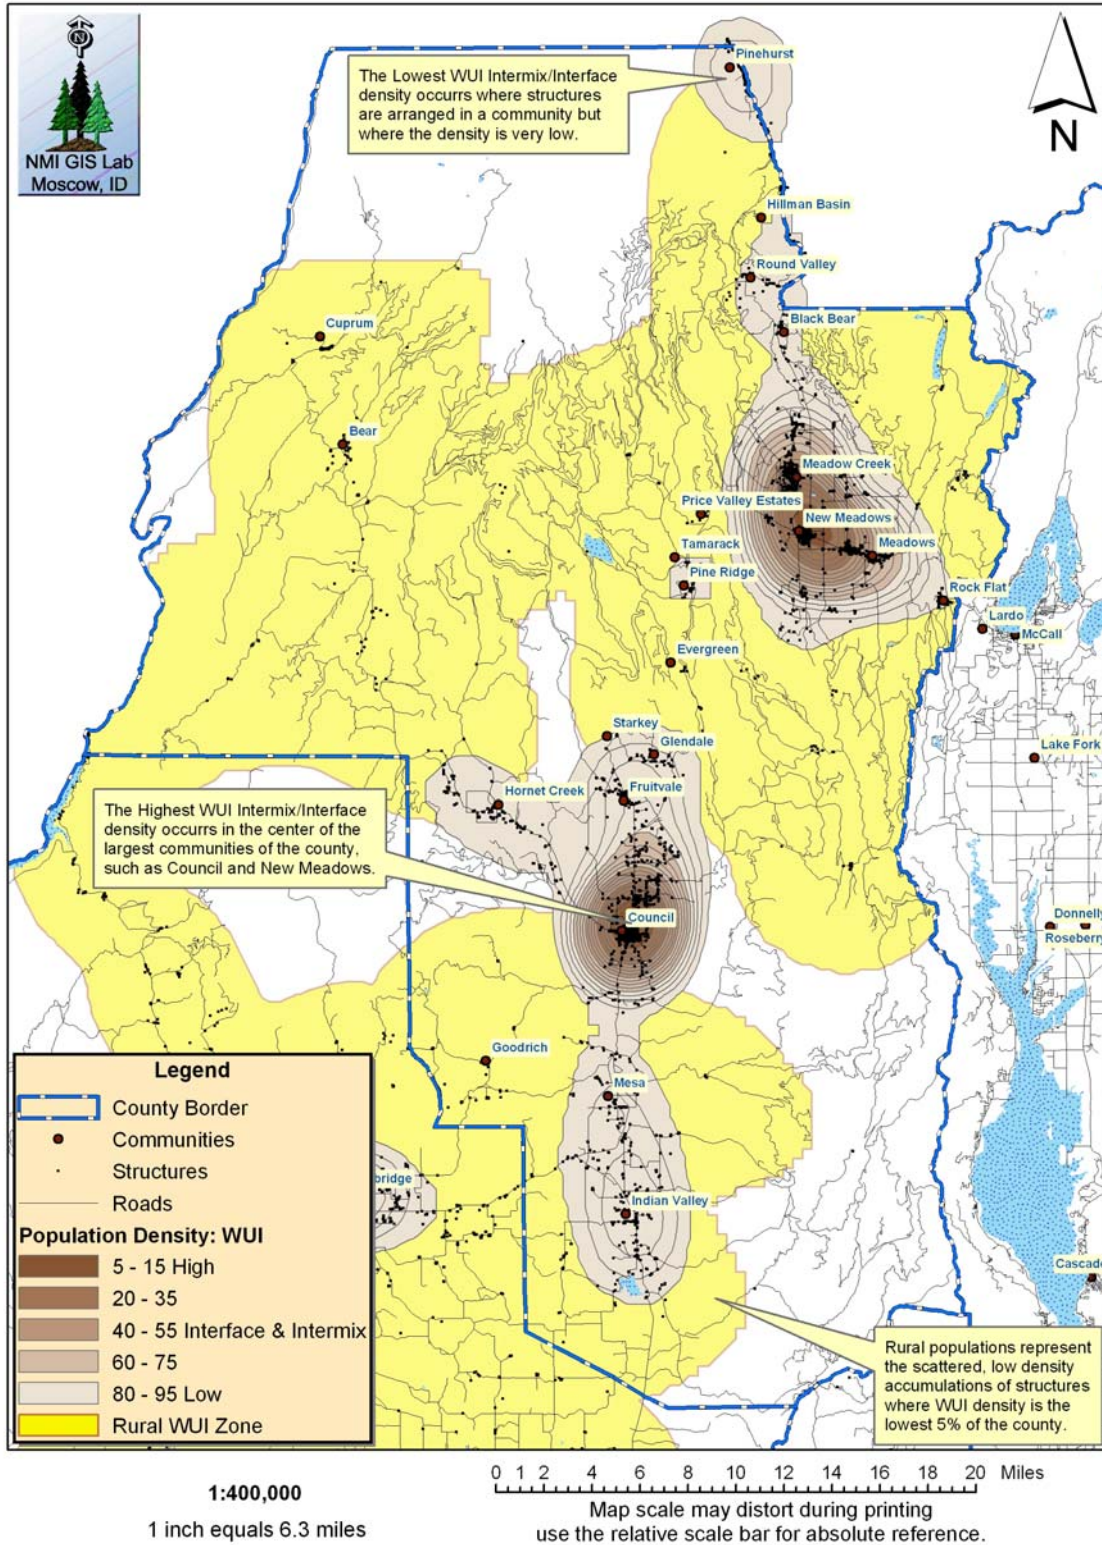 N
NMI GIS Lab
Moscow, ID
The Lowest WUI Intermix/Interface
density occurrs where structures
are arranged in a community but
where the density is very low.
Pinehurst
N
Hillman Basin
Round Valley
Black Bear
Cuprum
Bear
Meadow Creek
Price Valley Estates
New Meadows
Tamarack
Meadows
Pine Ridge
Rock Flat
Lardo
McCall
Evergreen
Starkey
Glendale
Lake Fork
Hornet Creek
Fruitvale
The Highest WUI Intermix/Interface
density occurrs in the center of the
largest communities of the county,
such as Council and New Meadows.
Council
Donnelly
Roseberry
Goodrich
Mesa
bridge
Indian Valley
Cascade
Legend
County Border
Communities
Structures
Roads
Population Density: WUI
5 - 15 High
20 - 35
40 - 55 Interface & Intermix
60 - 75
80 - 95 Low
Rural WUI Zone
Rural populations represent
the scattered, low density
accumulations of structures
where WUI density is the
lowest 5% of the county.
1:400,000
1 inch equals 6.3 miles
0 1 2 4 6 8 10 12 14 16 18 20 Miles
Map scale may distort during printing
use the relative scale bar for absolute reference.